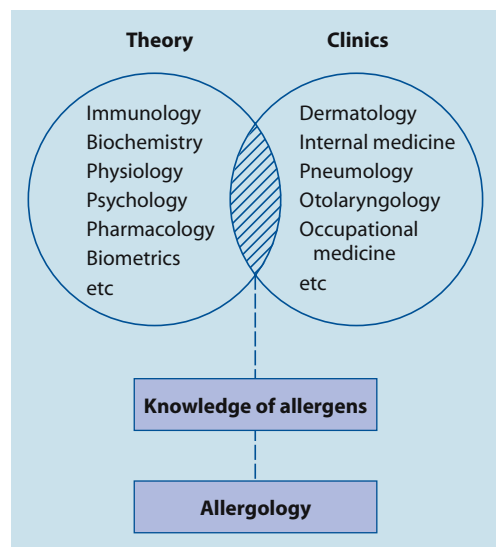 Theory
Clinics
Immunology
Biochemistry
Physiology
Psychology
Pharmacology
Biometrics
etc
Dermatology
Internal medicine
Pneumology
Otolaryngology
Occupational
medicine
etc
Knowledge of allergens
Allergology